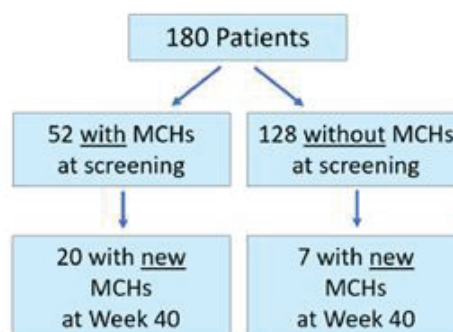 180 Patients
52 with MCHs
at screening
128 without MCHs
at screening
20 with new
MCHs
at Week 40
7 with new
MCHs
at Week 40